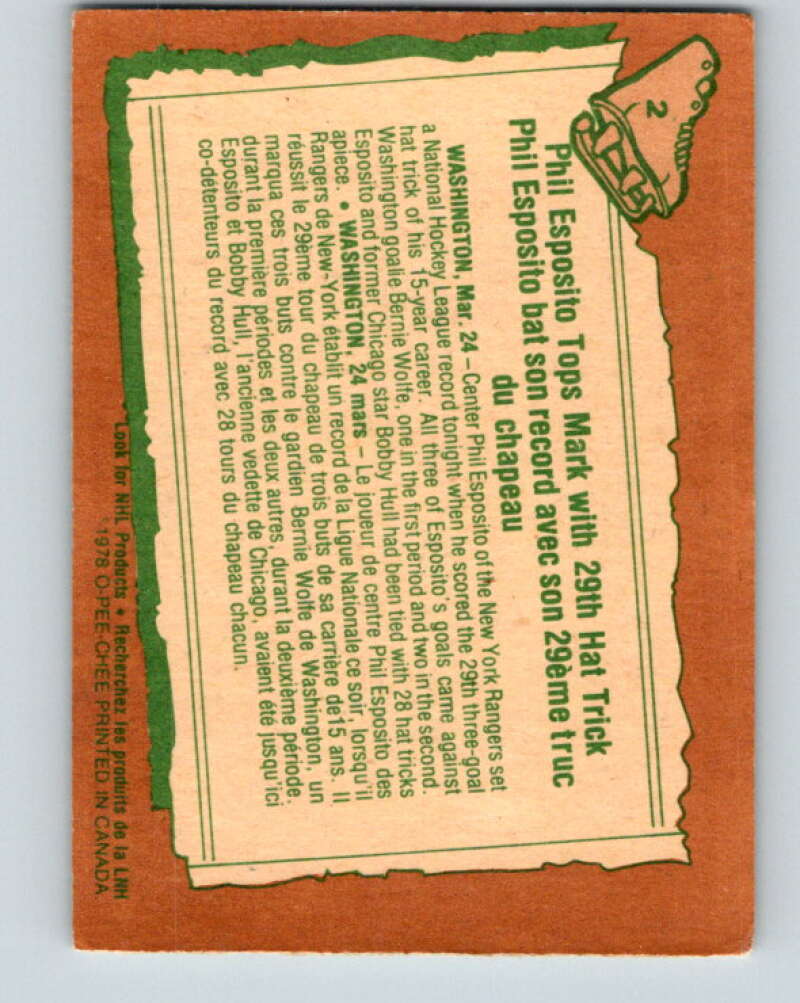 2
Phil Esposito Tops Mark with 29th Hat Trick
Phil Esposito bat son record avec son 29ème truc
du chapeau
WASHINGTON, Mar. 24 – Center Phil Esposito of the New York Rangers set
a National Hockey League record tonight when he scored the 29th three-goal
hat trick of his 15-year career. All three of Esposito's goals came against
Washington goalie Bernie Wolfe, one in the first period and two in the second.
Esposito and former Chicago star Bobby Hull had been tied with 28 hat tricks
apiece. • WASHINGTON, 24 mars – Le joueur de centre Phil Esposito des
Rangers de New-York établit un record de la Ligue Nationale ce soir, lorsqu'il
réussit le 29ème tour du chapeau de trois buts de sa carrière de 15 ans. Il
marqua ces trois buts contre le gardien Bernie Wolfe de Washington, un
durant la première périodes et les deux autres, durant la deuxième période.
Esposito et Bobby Hull, l'ancienne vedette de Chicago, avaient été jusqu'ici
co-détenteurs du record avec 28 tours du chapeau chacun.
Look for NHL Products • Recherchez les produits de la LNH
©1978 O-PEE-CHEE PRINTED IN CANADA